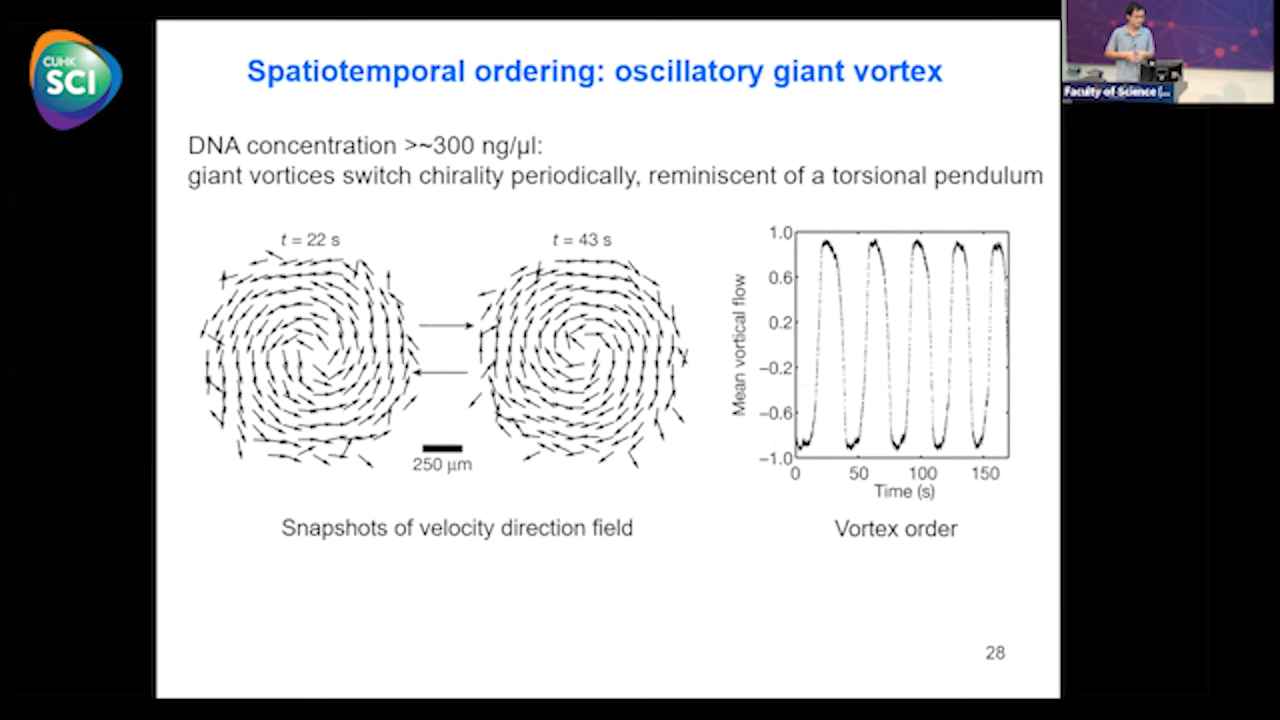 CUHK
SCI
Faculty of Science (...
Spatiotemporal ordering: oscillatory giant vortex
DNA concentration >~300 ng/µl:
giant vortices switch chirality periodically, reminiscent of a torsional pendulum
t = 22 s
t = 43 s
250 µm
Snapshots of velocity direction field
Mean vortical flow
1.0
0.6
0.2
−0.2
−0.6
−1.0
0 50 100 150
Time (s)
Vortex order
28